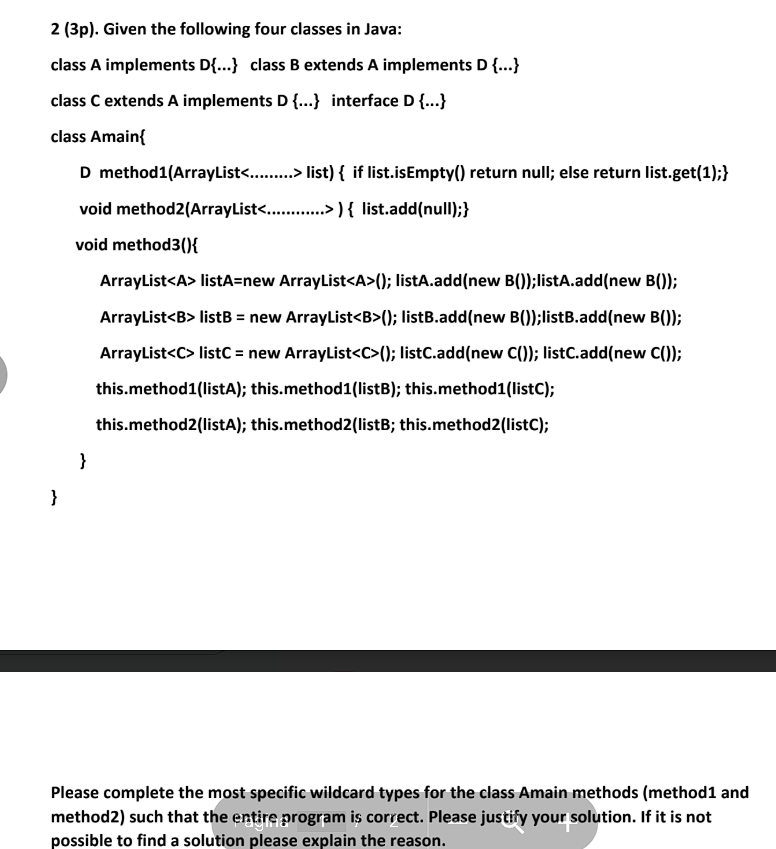 2 (3p). Given the following four classes in Java:
class A implements D{...} class B extends A implements D {...}
class C extends A implements D {...} interface D {...}
class Amain{
D method1(ArrayList<.........> list) { if list.isEmpty() return null; else return list.get(1);}
void method2(ArrayList<............> ) { list.add(null);}
void method3(){
ArrayList<A> listA=new ArrayList<A>(); listA.add(new B());listA.add(new B());
ArrayList<B> listB = new ArrayList<B>(); listB.add(new B());listB.add(new B());
ArrayList<C> listC = new ArrayList<C>(); listC.add(new C()); listC.add(new C());
this.method1(listA); this.method1(listB); this.method1(listC);
this.method2(listA); this.method2(listB; this.method2(listC);
}
}
Please complete the most specific wildcard types for the class Amain methods (method1 and
method2) such that the entire program is correct. Please justify your solution. If it is not
possible to find a solution please explain the reason.